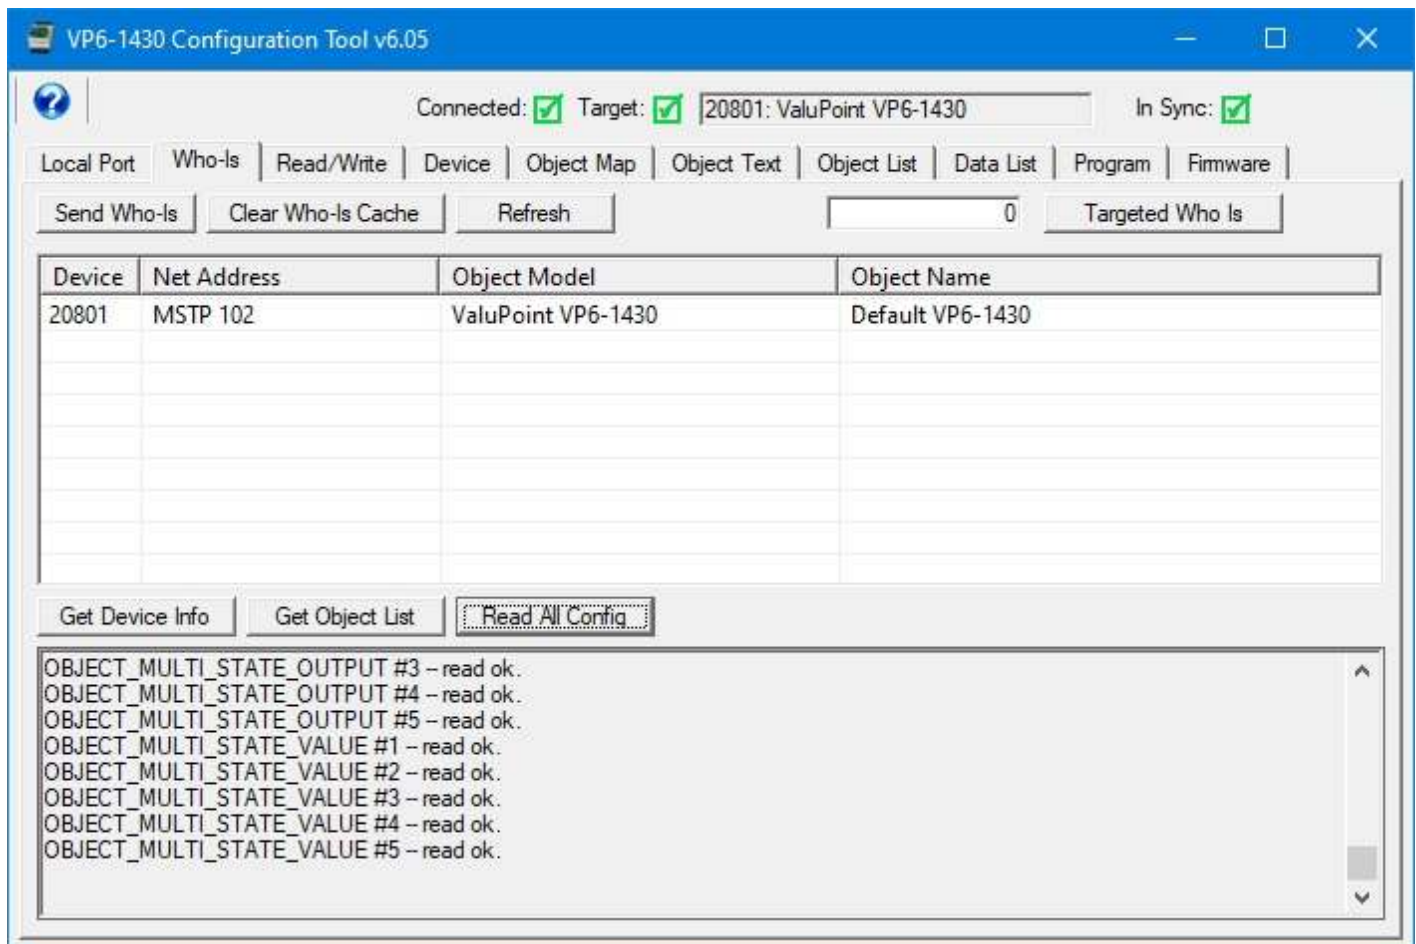 VP6-1430 Configuration Tool v6.05
Connected: Target: 20801: ValuPoint VP6-1430 In Sync:
Local Port Who-Is Read/Write Device Object Map Object Text Object List Data List Program Firmware
Send Who-Is Clear Who-Is Cache Refresh 0 Targeted Who Is
Device Net Address Object Model Object Name
20801 MSTP 102 ValuPoint VP6-1430 Default VP6-1430
Get Device Info Get Object List Read All Config
OBJECT_MULTI_STATE_OUTPUT #3 -- read ok.
OBJECT_MULTI_STATE_OUTPUT #4 -- read ok.
OBJECT_MULTI_STATE_OUTPUT #5 -- read ok.
OBJECT_MULTI_STATE_VALUE #1 -- read ok.
OBJECT_MULTI_STATE_VALUE #2 -- read ok.
OBJECT_MULTI_STATE_VALUE #3 -- read ok.
OBJECT_MULTI_STATE_VALUE #4 -- read ok.
OBJECT_MULTI_STATE_VALUE #5 -- read ok.